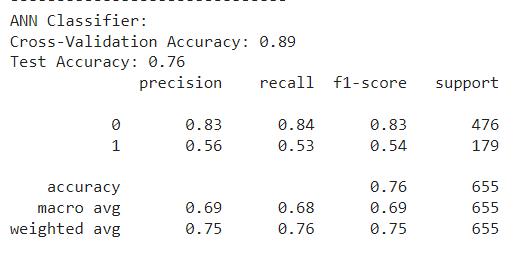 ANN Classifier:
Cross-Validation Accuracy: 0.89
Test Accuracy: 0.76
precision recall f1-score support
0 0.83 0.84 0.83 476
1 0.56 0.53 0.54 179
accuracy 0.76 655
macro avg 0.69 0.68 0.69 655
weighted avg 0.75 0.76 0.75 655